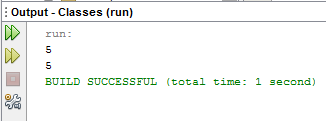 Output - Classes (run)
run:
5
5
BUILD SUCCESSFUL (total time: 1 second)